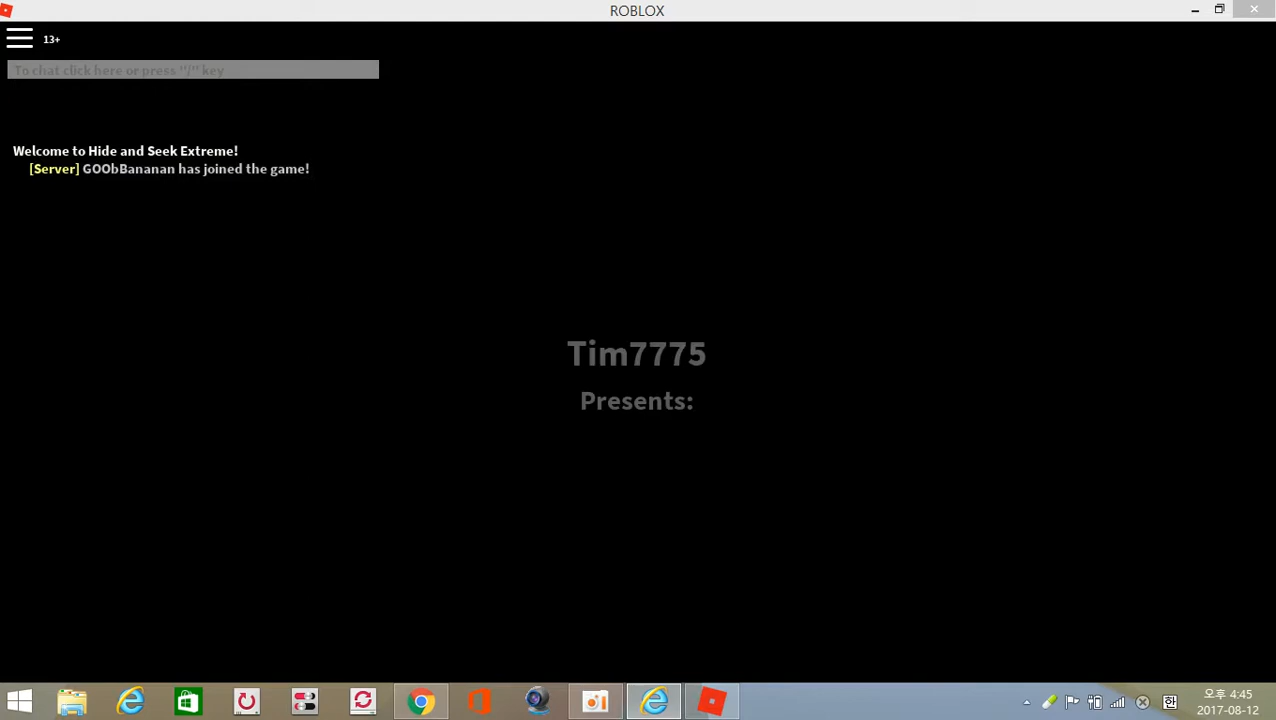 ROBLOX
13+
To chat click here or press "/" key
Welcome to Hide and Seek Extreme!
[Server] GOObBananan has joined the game!
Tim7775
Presents:
한
오후 4:45
2017-08-12